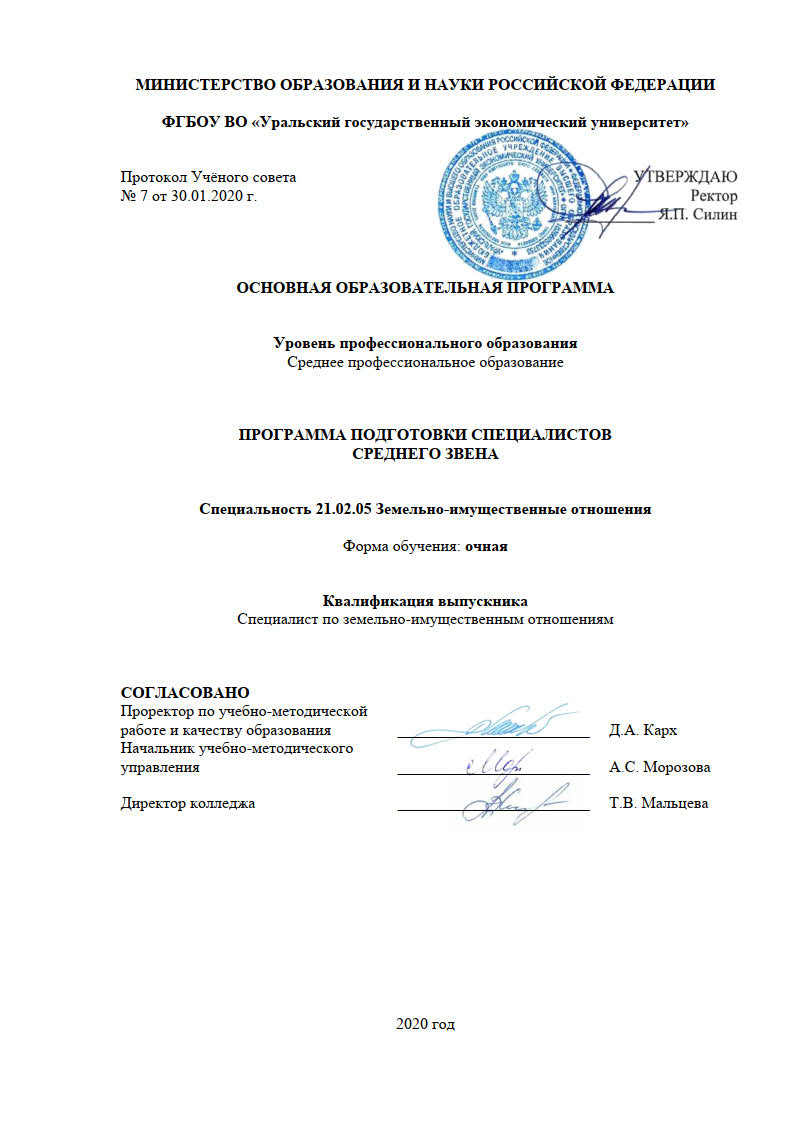 МИНИСТЕРСТВО ОБРАЗОВАНИЯ И НАУКИ РОССИЙСКОЙ ФЕДЕРАЦИИ
ФГБОУ ВО «Уральский государственный экономический университет»
Протокол Учёного совета
№ 7 от 30.01.2020 г.
УТВЕРЖДАЮ
Ректор
Я.П. Силин
ОСНОВНАЯ ОБРАЗОВАТЕЛЬНАЯ ПРОГРАММА
Уровень профессионального образования
Среднее профессиональное образование
ПРОГРАММА ПОДГОТОВКИ СПЕЦИАЛИСТОВ
СРЕДНЕГО ЗВЕНА
Специальность 21.02.05 Земельно-имущественные отношения
Форма обучения: очная
Квалификация выпускника
Специалист по земельно-имущественным отношениям
СОГЛАСОВАНО
Проректор по учебно-методической
работе и качеству образования Д.А. Карх
Начальник учебно-методического
управления А.С. Морозова
Директор колледжа Т.В. Мальцева
2020 год